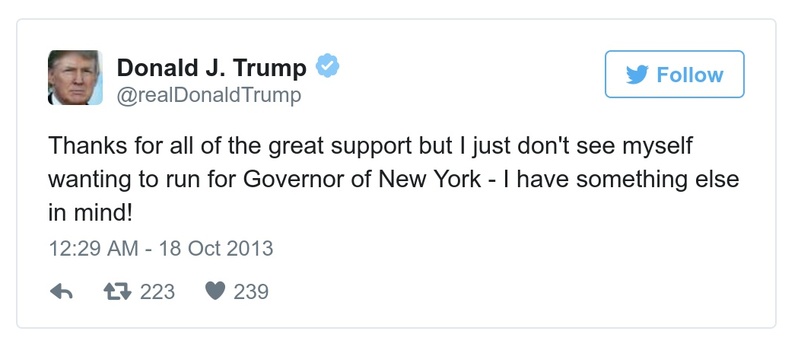 Donald J. Trump
@realDonaldTrump
Follow
Thanks for all of the great support but I just don't see myself
wanting to run for Governor of New York - I have something else
in mind!
12:29 AM - 18 Oct 2013
223
239